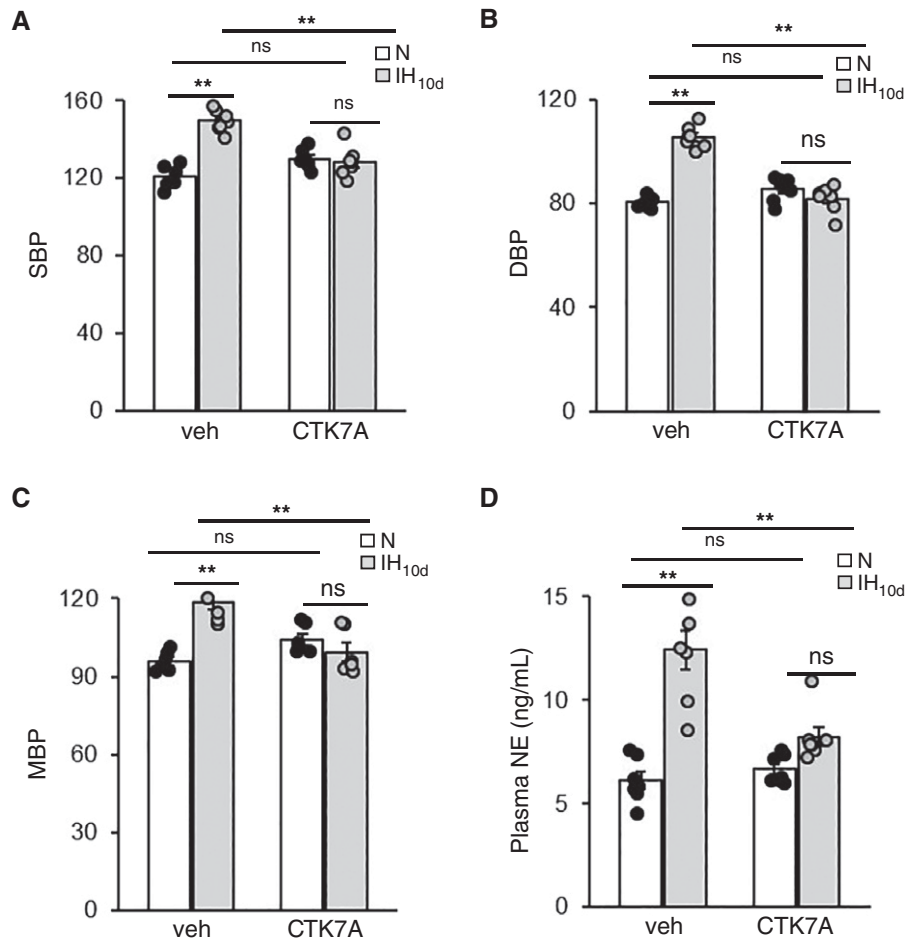 A
**
ns
N
IH10d
**
ns
160
120
80
40
0
SBP
veh CTK7A
B
**
ns
N
IH10d
**
ns
120
80
40
0
DBP
veh CTK7A
C
**
ns
N
IH10d
**
ns
120
90
60
30
0
MBP
veh CTK7A
D
**
ns
N
IH10d
**
ns
15
10
5
0
Plasma NE (ng/mL)
veh CTK7A